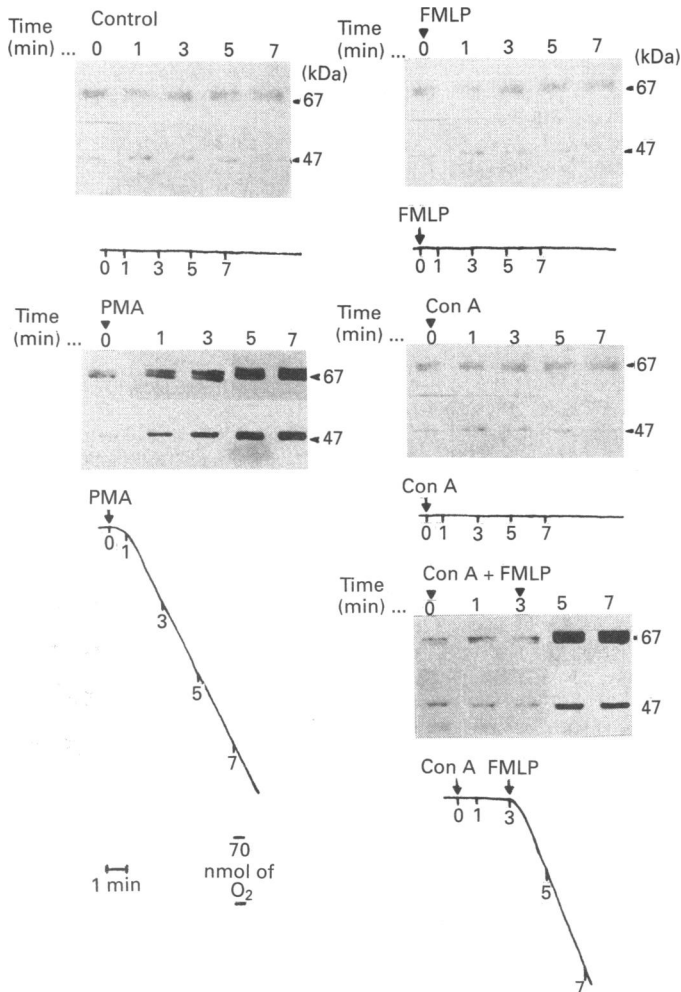 Control
Time (min) ... 0 1 3 5 7
(kDa)
67
47
0 1 3 5 7
FMLP
Time (min) ... 0 1 3 5 7
(kDa)
67
47
FMLP
0 1 3 5 7
PMA
Time (min) ... 0 1 3 5 7
67
47
PMA
0
1
3
5
7
1 min
70
nmol of
O2
Con A
Time (min) ... 0 1 3 5 7
67
47
Con A
0 1 3 5 7
Con A + FMLP
Time (min) ... 0 1 3 5 7
67
47
Con A FMLP
0 1 3
5
7